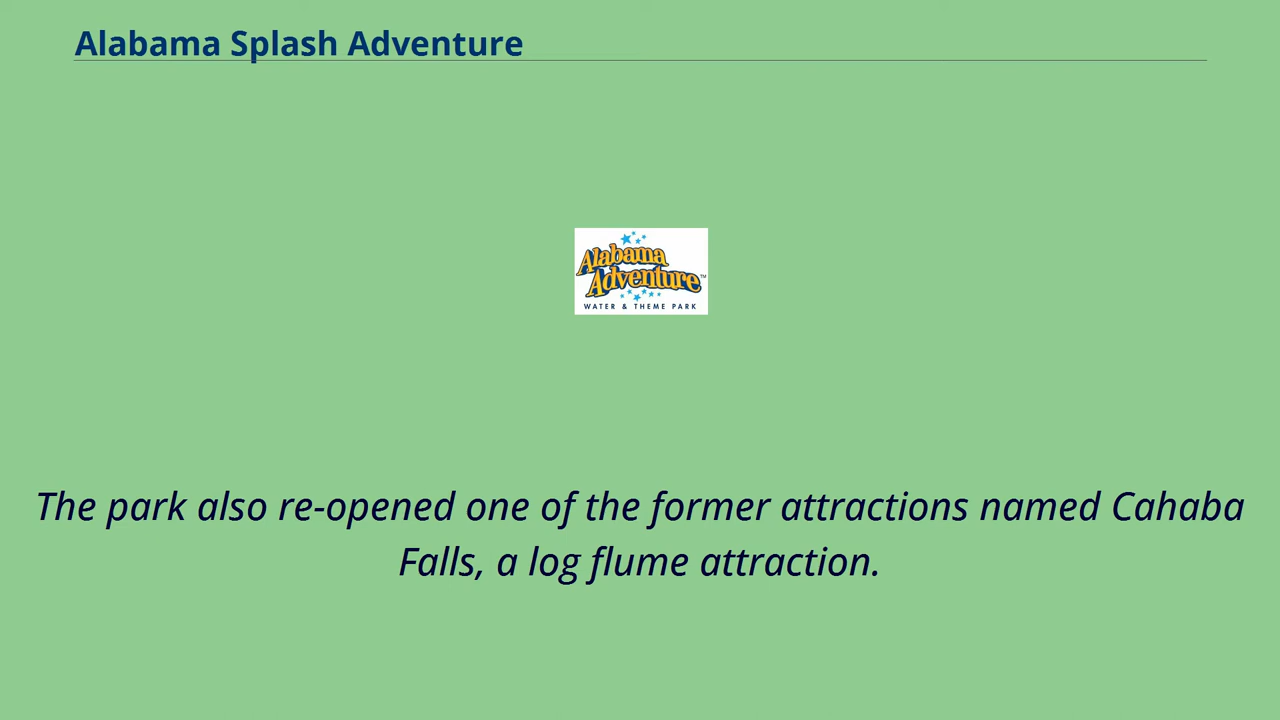 Alabama Splash Adventure
Alabama
Adventure™
WATER & THEME PARK
The park also re-opened one of the former attractions named Cahaba
Falls, a log flume attraction.